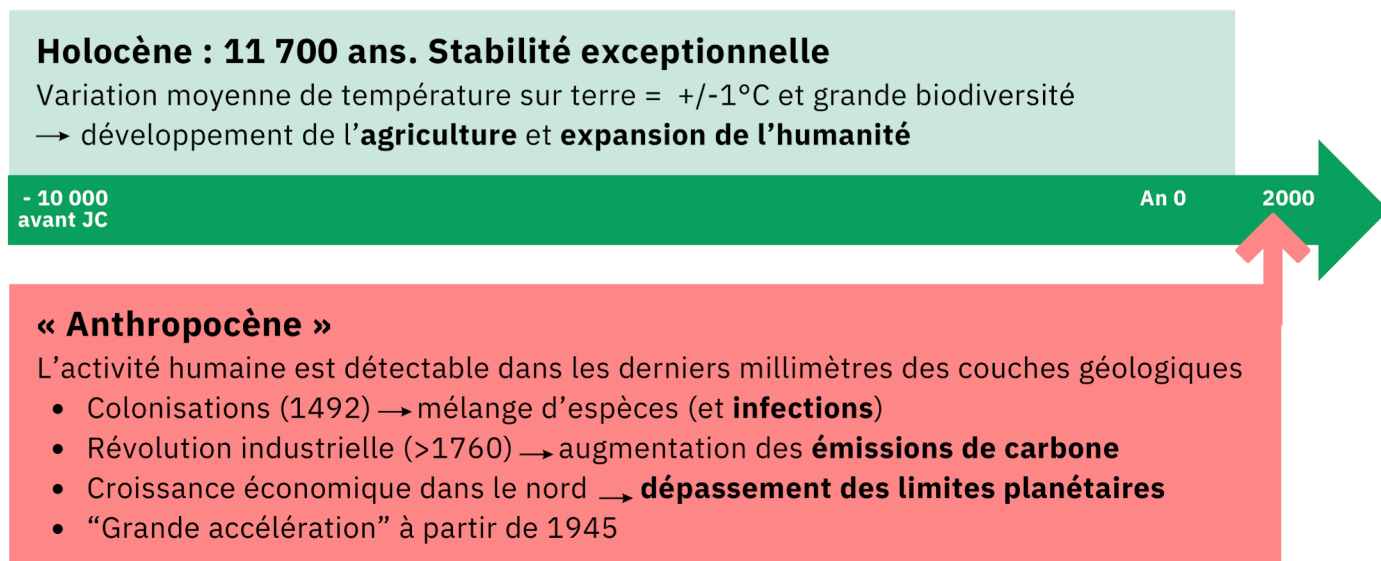 Holocène : 11 700 ans. Stabilité exceptionnelle
Variation moyenne de température sur terre = +/-1°C et grande biodiversité
→ développement de l’agriculture et expansion de l’humanité
- 10 000
avant JC
An 0
2000
« Anthropocène »
L’activité humaine est détectable dans les derniers millimètres des couches géologiques
• Colonisations (1492) → mélange d’espèces (et infections)
• Révolution industrielle (>1760) → augmentation des émissions de carbone
• Croissance économique dans le nord → dépassement des limites planétaires
• “Grande accélération” à partir de 1945